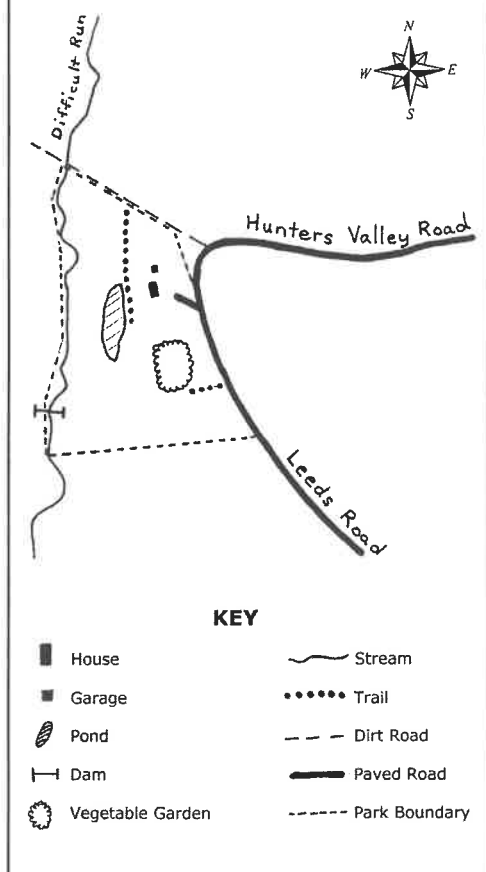 Difficult Run
N
W
E
S
Hunters Valley Road
Leeds Road
KEY
House
Garage
Pond
Dam
Vegetable Garden
Stream
Trail
Dirt Road
Paved Road
Park Boundary